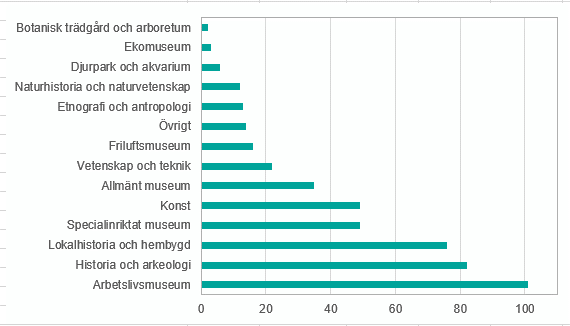 Botanisk trädgård och arboretum
Ekomuseum
Djurpark och akvarium
Naturhistoria och naturvetenskap
Etnografi och antropologi
Övrigt
Friluftsmuseum
Vetenskap och teknik
Allmänt museum
Konst
Specialinriktat museum
Lokalhistoria och hembygd
Historia och arkeologi
Arbetslivsmuseum
0 20 40 60 80 100